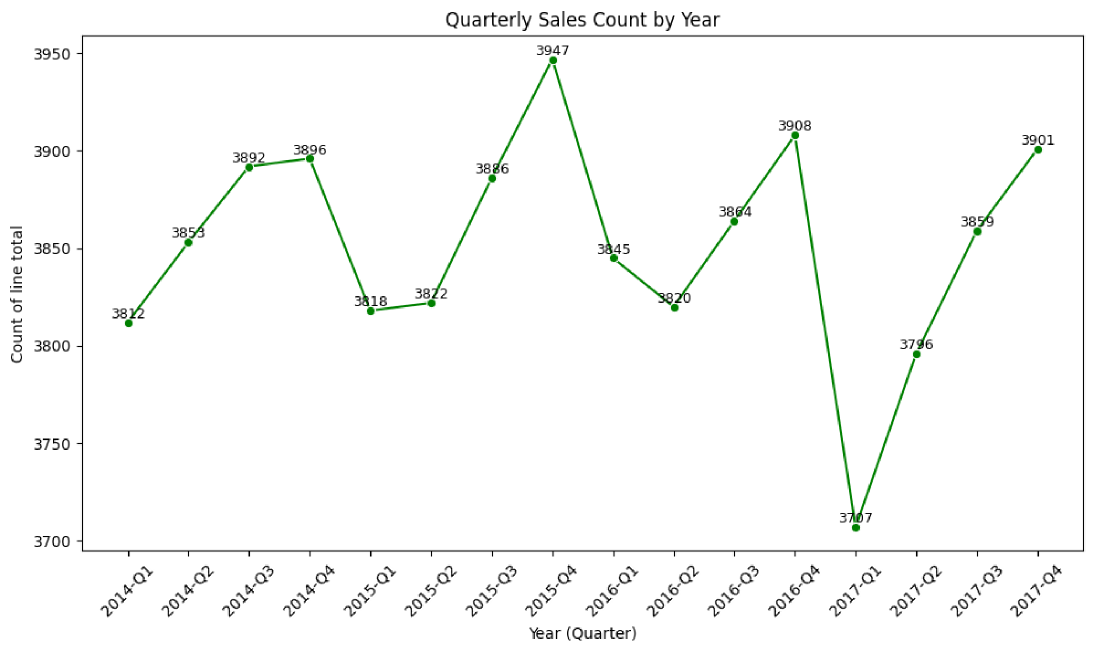 Quarterly Sales Count by Year
3950
3900
3850
3800
3750
3700
Count of line total
3812
3853
3892
3896
3818
3822
3886
3947
3845
3820
3864
3908
3707
3796
3859
3901
2014-Q1
2014-Q2
2014-Q3
2014-Q4
2015-Q1
2015-Q2
2015-Q3
2015-Q4
2016-Q1
2016-Q2
2016-Q3
2016-Q4
2017-Q1
2017-Q2
2017-Q3
2017-Q4
Year (Quarter)